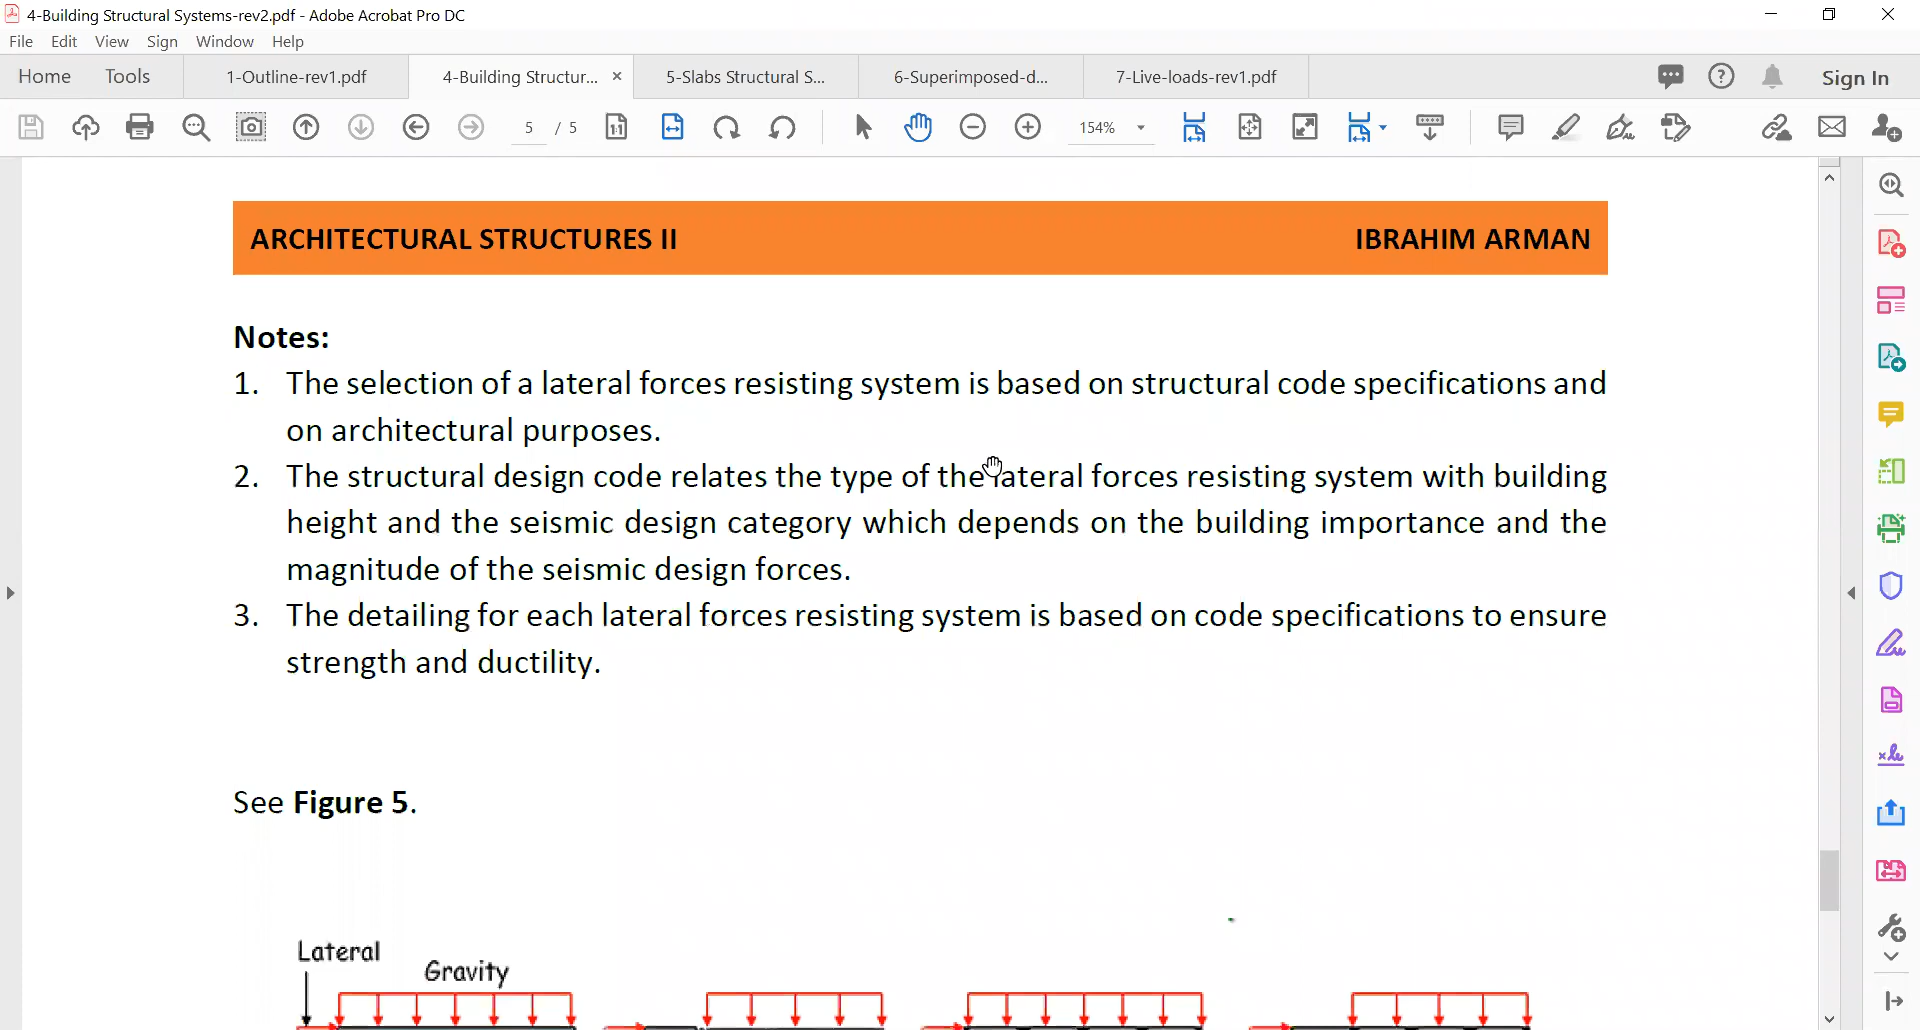 4-Building Structural Systems-rev2.pdf - Adobe Acrobat Pro DC
File Edit View Sign Window Help
Home Tools 1-Outline-rev1.pdf 4-Building Structur... × 5-Slabs Structural S... 6-Superimposed-d... 7-Live-loads-rev1.pdf Sign In
5 / 5 154%
ARCHITECTURAL STRUCTURES II IBRAHIM ARMAN
Notes:
1. The selection of a lateral forces resisting system is based on structural code specifications and
on architectural purposes.
2. The structural design code relates the type of the lateral forces resisting system with building
height and the seismic design category which depends on the building importance and the
magnitude of the seismic design forces.
3. The detailing for each lateral forces resisting system is based on code specifications to ensure
strength and ductility.
See Figure 5.
Lateral
Gravity